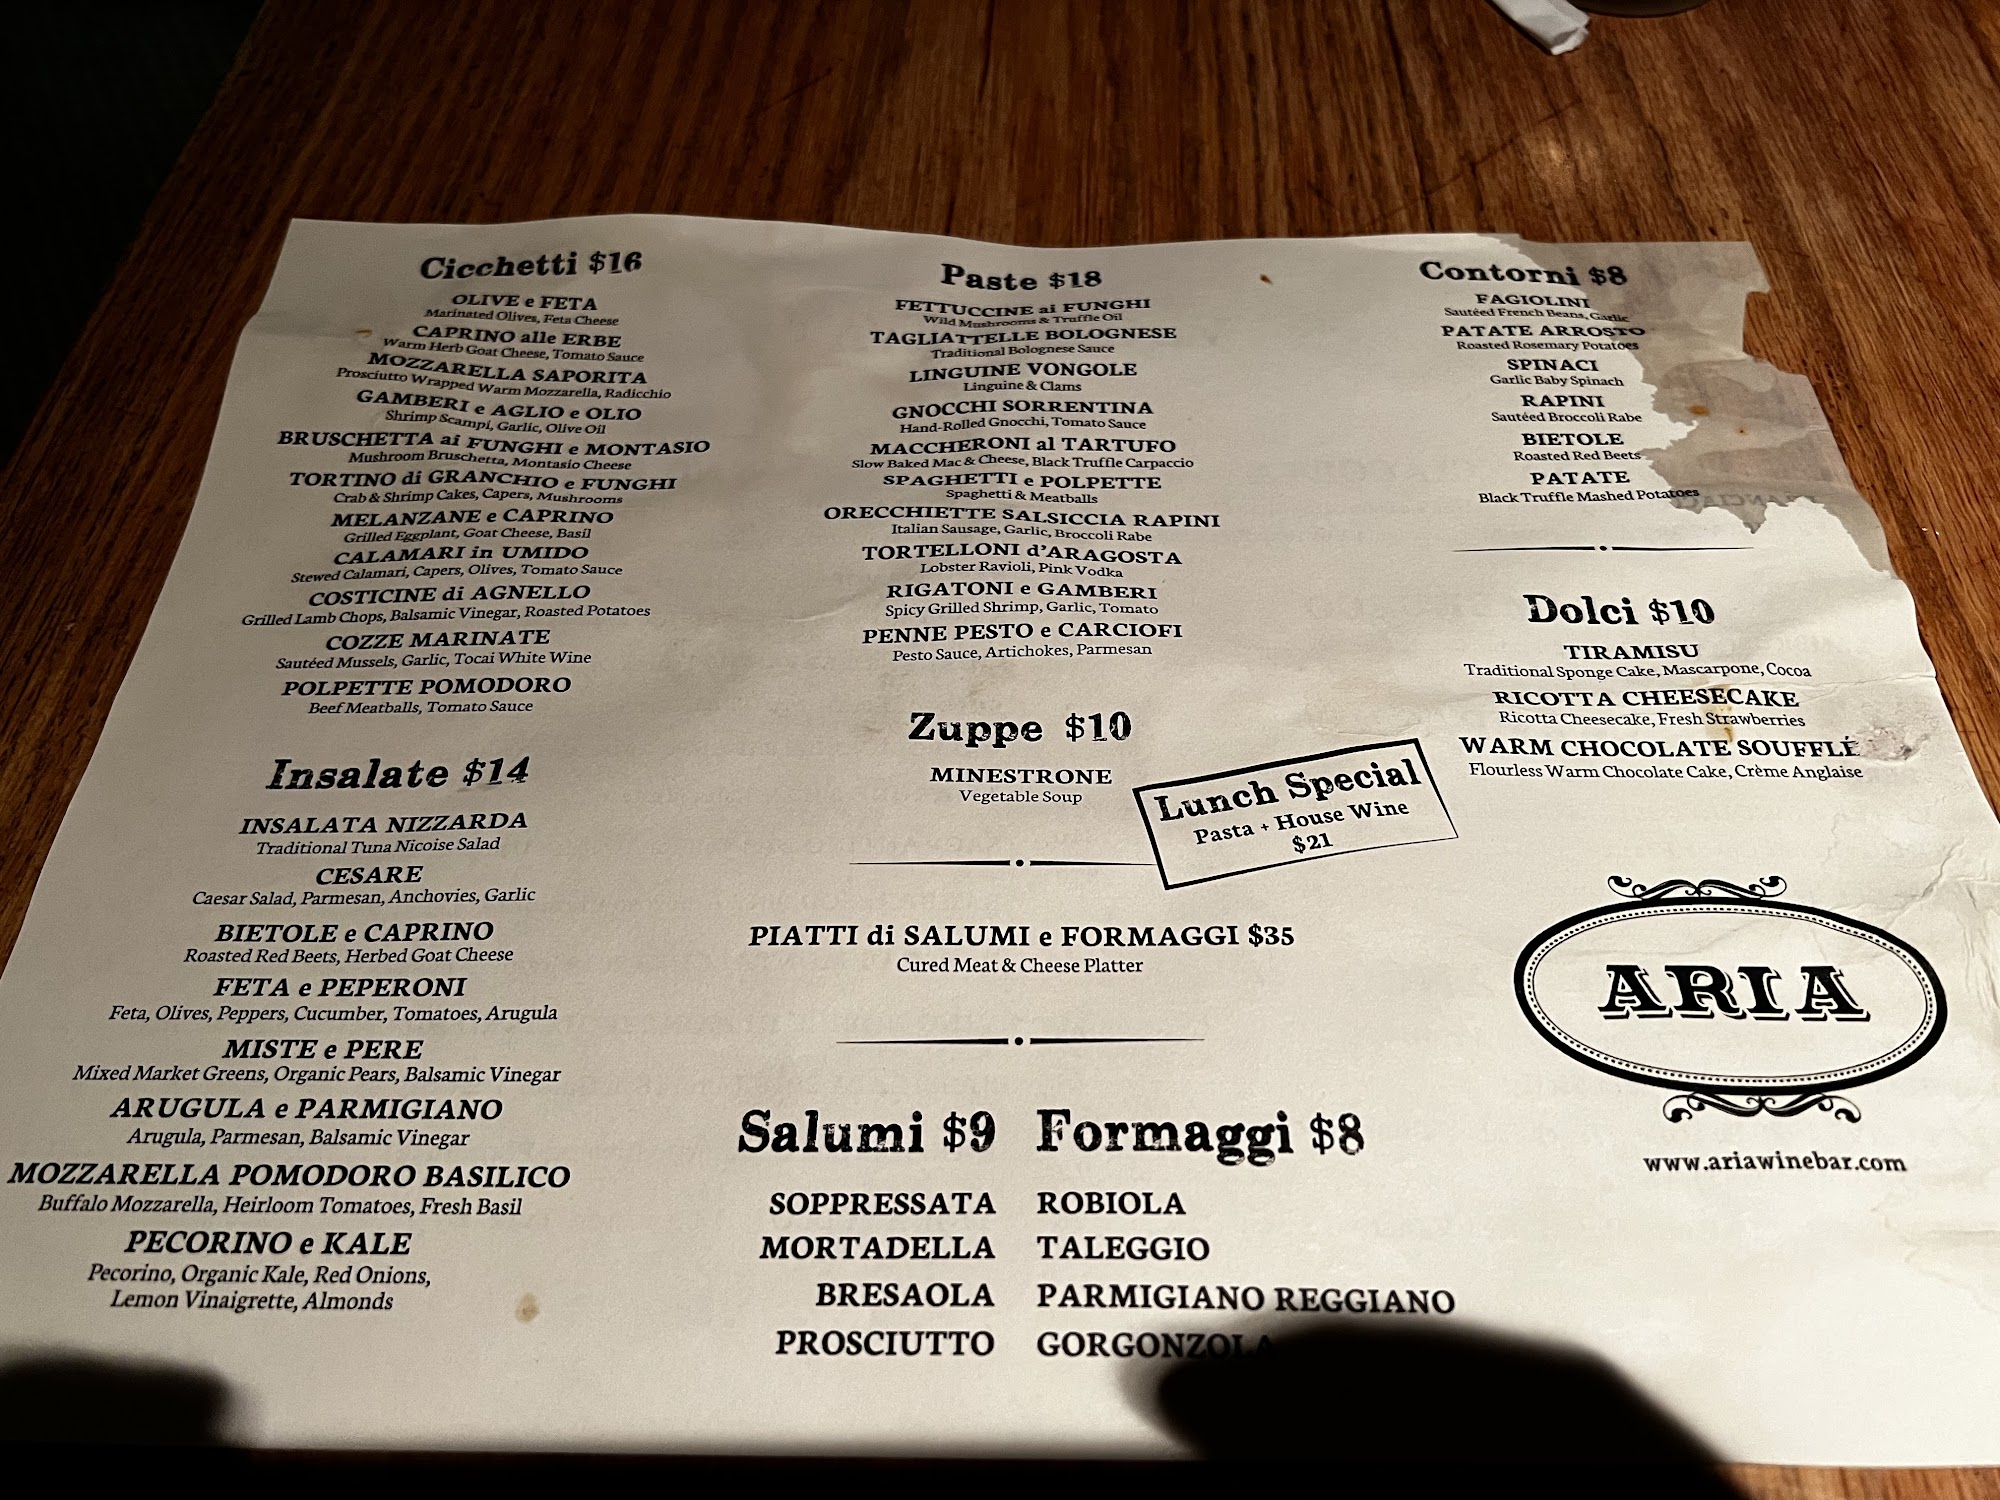 Cicchetti $16
OLIVE e FETA
Marinated Olives, Feta Cheese
CAPRINO alle ERBE
Warm Herb Goat Cheese, Tomato Sauce
MOZZARELLA SAPORITA
Prosciutto Wrapped Warm Mozzarella, Radicchio
GAMBERI e AGLIO e OLIO
Shrimp Scampi, Garlic, Olive Oil
BRUSCHETTA ai FUNGHI e MONTASIO
Mushroom Bruschetta, Montasio Cheese
TORTINO di GRANCHIO e FUNGHI
Crab & Shrimp Cakes, Capers, Mushrooms
MELANZANE e CAPRINO
Grilled Eggplant, Goat Cheese, Basil
CALAMARI in UMIDO
Stewed Calamari, Capers, Olives, Tomato Sauce
COSTICINE di AGNELLO
Grilled Lamb Chops, Balsamic Vinegar, Roasted Potatoes
COZZE MARINATE
Sautéed Mussels, Garlic, Tocai White Wine
POLPETTE POMODORO
Beef Meatballs, Tomato Sauce
Insalate $14
INSALATA NIZZARDA
Traditional Tuna Nicoise Salad
CESARE
Caesar Salad, Parmesan, Anchovies, Garlic
BIETOLE e CAPRINO
Roasted Red Beets, Herbed Goat Cheese
FETA e PEPERONI
Feta, Olives, Peppers, Cucumber, Tomatoes, Arugula
MISTE e PERE
Mixed Market Greens, Organic Pears, Balsamic Vinegar
ARUGULA e PARMIGIANO
Arugula, Parmesan, Balsamic Vinegar
MOZZARELLA POMODORO BASILICO
Buffalo Mozzarella, Heirloom Tomatoes, Fresh Basil
PECORINO e KALE
Pecorino, Organic Kale, Red Onions,
Lemon Vinaigrette, Almonds
Paste $18
FETTUCCINE ai FUNGHI
Wild Mushrooms & Truffle Oil
TAGLIATTELLE BOLOGNESE
Traditional Bolognese Sauce
LINGUINE VONGOLE
Linguine & Clams
GNOCCHI SORRENTINA
Hand-Rolled Gnocchi, Tomato Sauce
MACCHERONI al TARTUFO
Slow Baked Mac & Cheese, Black Truffle Carpaccio
SPAGHETTI e POLPETTE
Spaghetti & Meatballs
ORECCHIETTE SALSICCIA RAPINI
Italian Sausage, Garlic, Broccoli Rabe
TORTELLONI d'ARAGOSTA
Lobster Ravioli, Pink Vodka
RIGATONI e GAMBERI
Spicy Grilled Shrimp, Garlic, Tomato
PENNE PESTO e CARCIOFI
Pesto Sauce, Artichokes, Parmesan
Zuppe $10
MINESTRONE
Vegetable Soup
Lunch Special
Pasta + House Wine
$21
PIATTI di SALUMI e FORMAGGI $35
Cured Meat & Cheese Platter
Salumi $9
SOPPRESSATA
MORTADELLA
BRESAOLA
PROSCIUTTO
Formaggi $8
ROBIOLA
TALEGGIO
PARMIGIANO REGGIANO
GORGONZOLA
Contorni $8
FAGIOLINI
Sautéed French Beans, Garlic
PATATE ARROSTO
Roasted Rosemary Potatoes
SPINACI
Garlic Baby Spinach
RAPINI
Sautéed Broccoli Rabe
BIETOLE
Roasted Red Beets
PATATE
Black Truffle Mashed Potatoes
Dolci $10
TIRAMISU
Traditional Sponge Cake, Mascarpone, Cocoa
RICOTTA CHEESECAKE
Ricotta Cheesecake, Fresh Strawberries
WARM CHOCOLATE SOUFFLÉ
Flourless Warm Chocolate Cake, Crème Anglaise
ARIA
www.ariawinebar.com